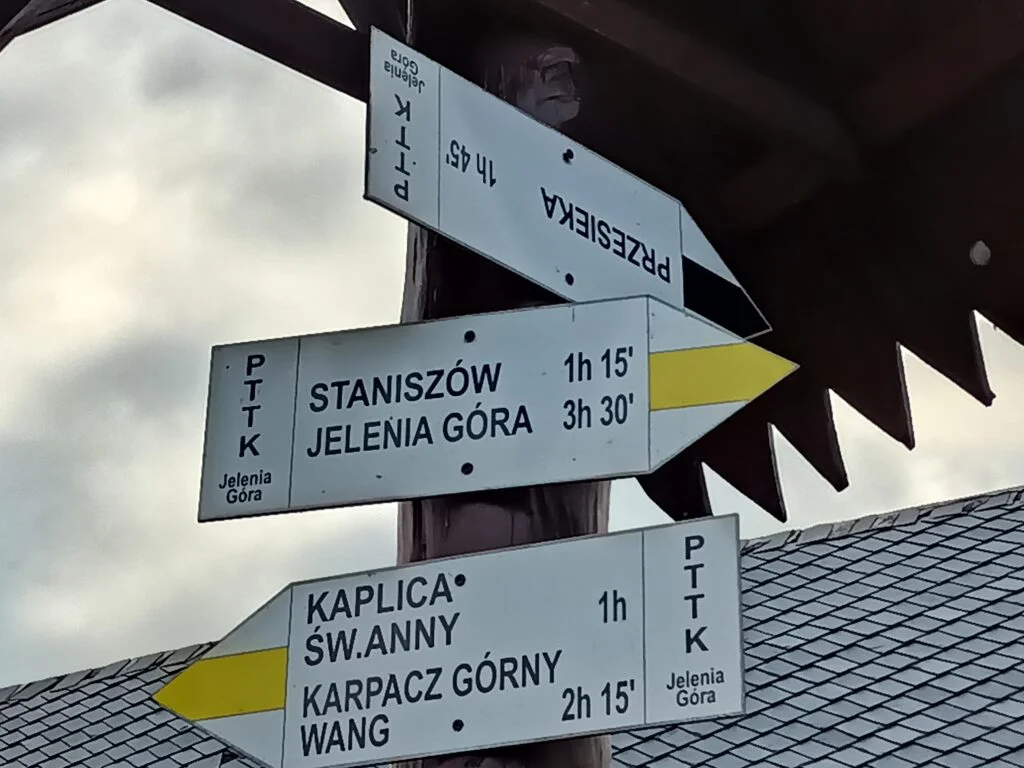 PTTK
Jelenia
Góra
PRZESIEKA
1h 45'
PTTK
Jelenia
Góra
STANISZÓW 1h 15'
JELENIA GÓRA 3h 30'
KAPLICA
ŚW.ANNY 1h
KARPACZ GÓRNY
WANG 2h 15'
PTTK
Jelenia
Góra